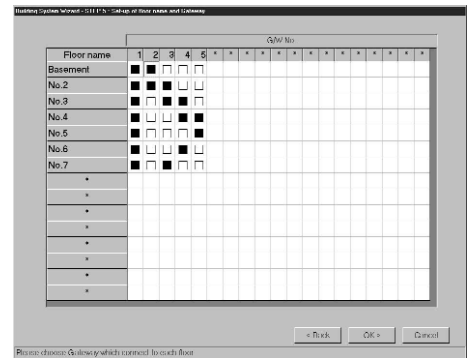 Building System Wizard - STEP5 : Set-up of floor name and Gateway
G/W No.
Floor name 1 2 3 4 5 * * * * * * * * * * *
Basement
No.2
No.3
No.4
No.5
No.6
No.7
*
*
*
*
*
*
*
*
< Back OK > Cancel
Please choose Gateway which connect to each floor